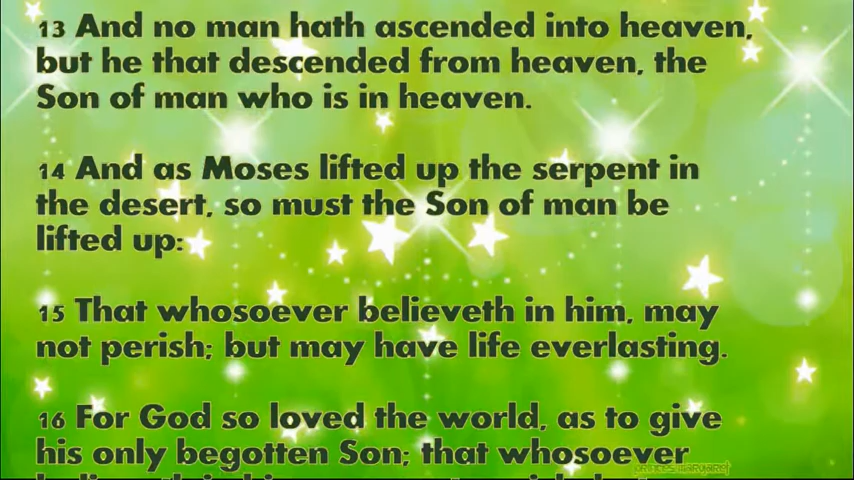 13 And no man hath ascended into heaven,
but he that descended from heaven, the
Son of man who is in heaven.
14 And as Moses lifted up the serpent in
the desert, so must the Son of man be
lifted up:
15 That whosoever believeth in him, may
not perish; but may have life everlasting.
16 For God so loved the world, as to give
his only begotten Son; that whosoever